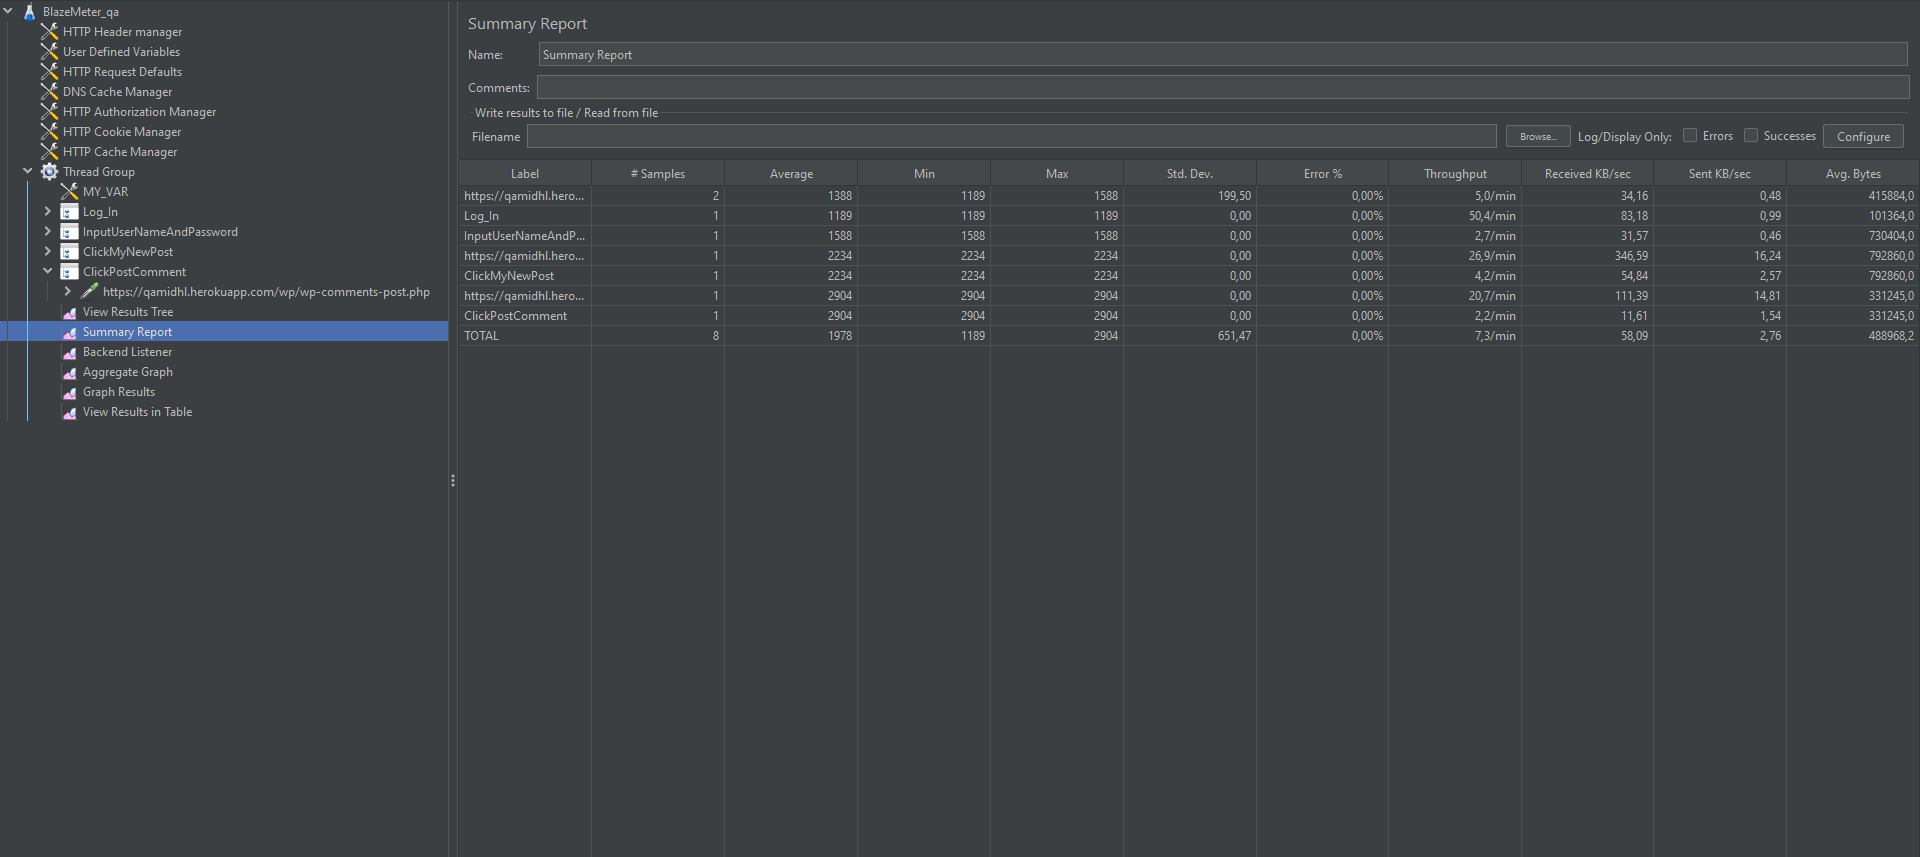 BlazeMeter_qa
HTTP Header manager
User Defined Variables
HTTP Request Defaults
DNS Cache Manager
HTTP Authorization Manager
HTTP Cookie Manager
HTTP Cache Manager
Thread Group
MY_VAR
Log_In
InputUserNameAndPassword
ClickMyNewPost
ClickPostComment
https://qamidhl.herokuapp.com/wp/wp-comments-post.php
View Results Tree
Summary Report
Backend Listener
Aggregate Graph
Graph Results
View Results in Table
Summary Report
Name: Summary Report
Comments:
Write results to file / Read from file
Filename Browse... Log/Display Only: Errors Successes Configure
Label # Samples Average Min Max Std. Dev. Error % Throughput Received KB/sec Sent KB/sec Avg. Bytes
https://qamidhl.hero... 2 1388 1189 1588 199,50 0,00% 5,0/min 34,16 0,48 415884,0
Log_In 1 1189 1189 1189 0,00 0,00% 50,4/min 83,18 0,99 101364,0
InputUserNameAndP... 1 1588 1588 1588 0,00 0,00% 2,7/min 31,57 0,46 730404,0
https://qamidhl.hero... 1 2234 2234 2234 0,00 0,00% 26,9/min 346,59 16,24 792860,0
ClickMyNewPost 1 2234 2234 2234 0,00 0,00% 4,2/min 54,84 2,57 792860,0
https://qamidhl.hero... 1 2904 2904 2904 0,00 0,00% 20,7/min 111,39 14,81 331245,0
ClickPostComment 1 2904 2904 2904 0,00 0,00% 2,2/min 11,61 1,54 331245,0
TOTAL 8 1978 1189 2904 651,47 0,00% 7,3/min 58,09 2,76 488968,2